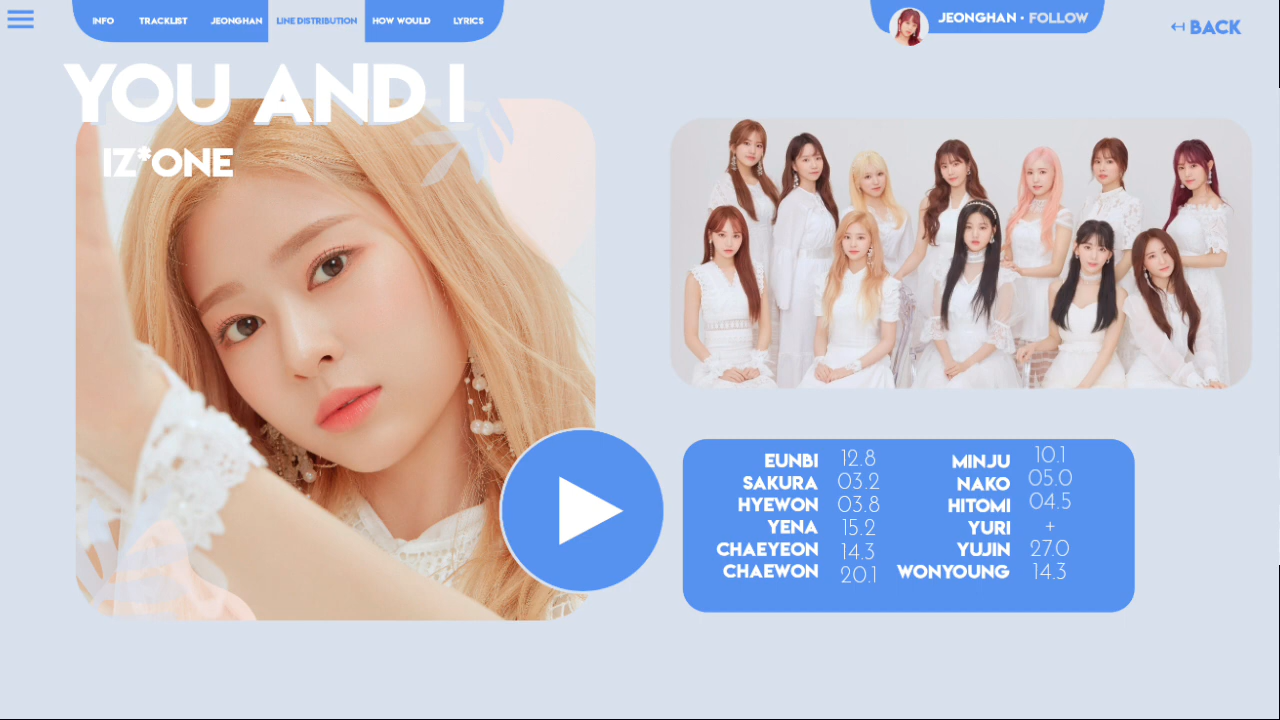 INFO TRACKLIST JEONGHAN LINE DISTRIBUTION HOW WOULD LYRICS
JEONGHAN • FOLLOW
↤ BACK
YOU AND I
IZ*ONE
EUNBI 12.8
SAKURA 03.2
HYEWON 03.8
YENA 15.2
CHAEYEON 14.3
CHAEWON 20.1
MINJU 10.1
NAKO 05.0
HITOMI 04.5
YURI +
YUJIN 27.0
WONYOUNG 14.3